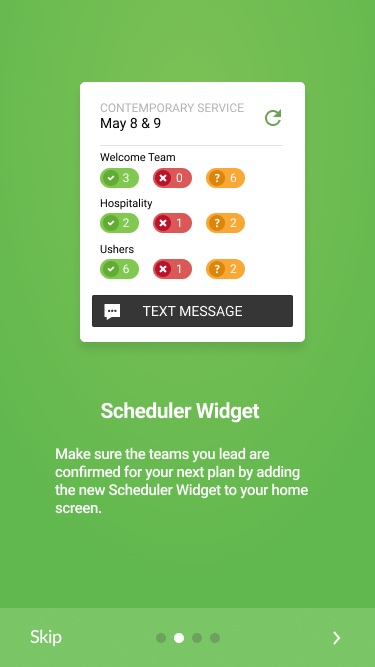 CONTEMPORARY SERVICE
May 8 & 9
Welcome Team
3 0 ? 6
Hospitality
2 1 ? 2
Ushers
6 1 ? 2
TEXT MESSAGE
Scheduler Widget
Make sure the teams you lead are
confirmed for your next plan by adding
the new Scheduler Widget to your home
screen.
Skip